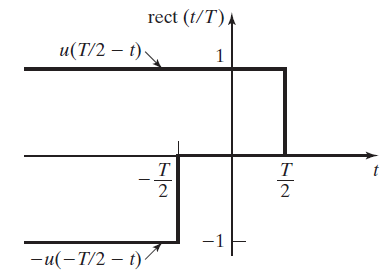 rect (t/T)
u(T/2 – t)
1
– T/2
T/2
t
–1
–u(–T/2 – t)